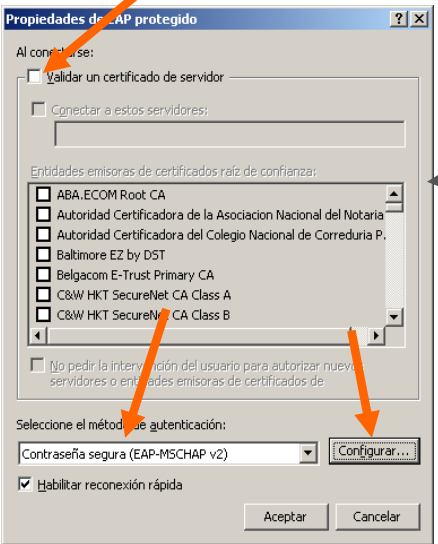 Propiedades de EAP protegido
Al conectarse:
Validar un certificado de servidor
Conectar a estos servidores:
Entidades emisoras de certificados raíz de confianza:
ABA.ECOM Root CA
Autoridad Certificadora de la Asociacion Nacional del Notaria
Autoridad Certificadora del Colegio Nacional de Correduria P.
Baltimore EZ by DST
Belgacom E-Trust Primary CA
C&W HKT SecureNet CA Class A
C&W HKT SecureNet CA Class B
No pedir la intervención del usuario para autorizar nuevos
servidores o entidades emisoras de certificados de
Seleccione el método de autenticación:
Contraseña segura (EAP-MSCHAP v2)
Configurar...
Habilitar reconexión rápida
Aceptar
Cancelar